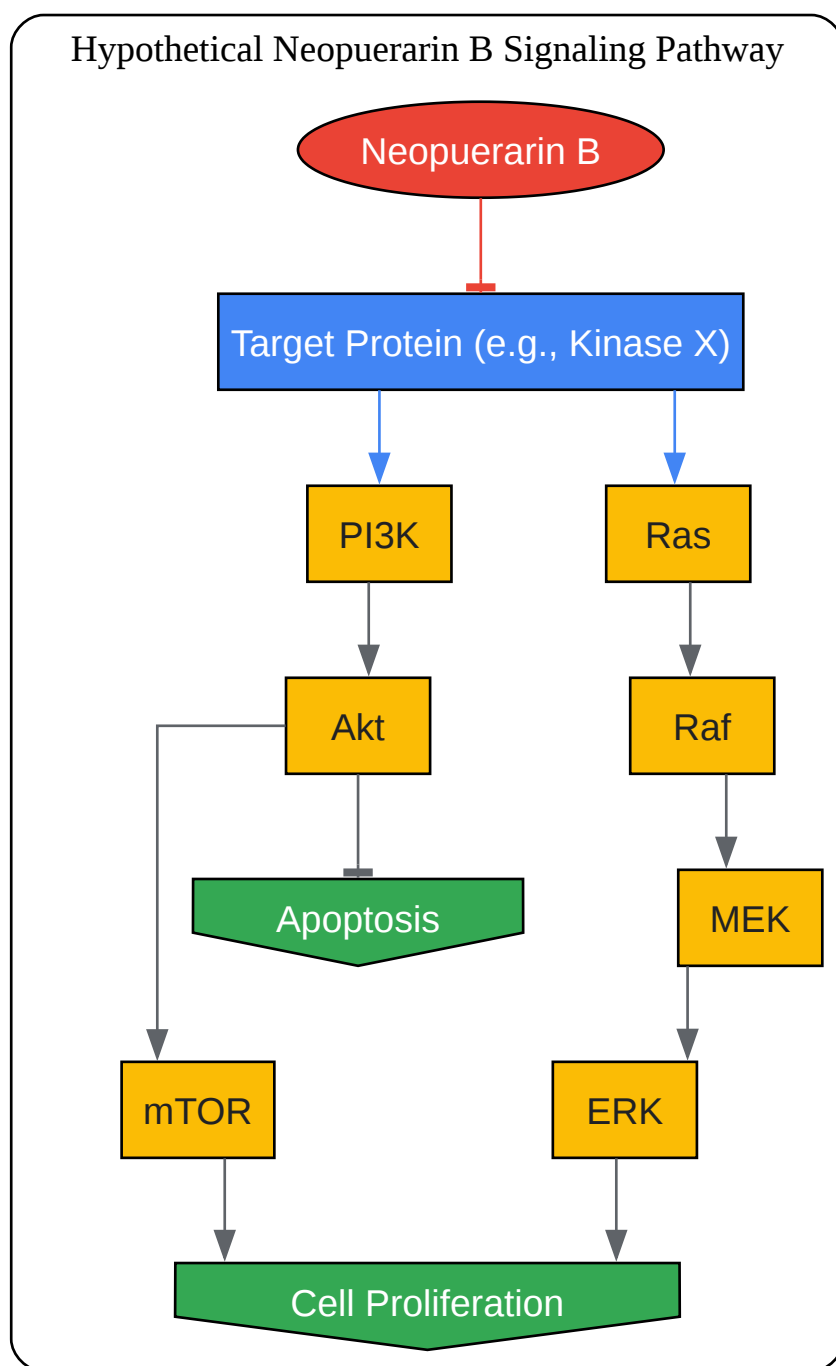 Hypothetical Neopuerarin B Signaling Pathway
Neopuerarin B
Target Protein (e.g., Kinase X)
PI3K
Ras
Akt
Raf
Apoptosis
MEK
mTOR
ERK
Cell Proliferation